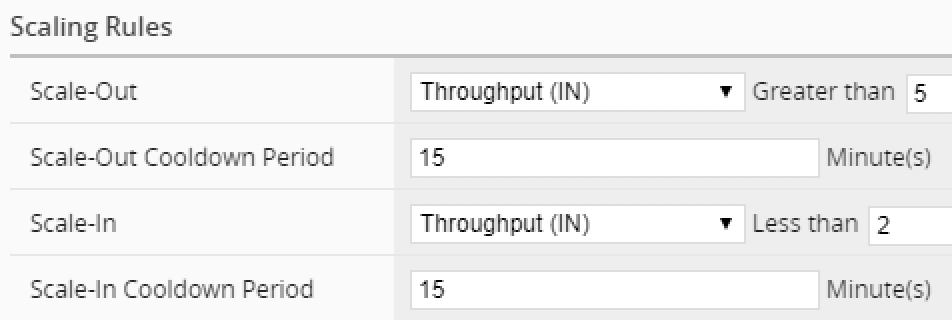 Scaling Rules
Scale-Out Throughput (IN) Greater than 5
Scale-Out Cooldown Period 15 Minute(s)
Scale-In Throughput (IN) Less than 2
Scale-In Cooldown Period 15 Minute(s)